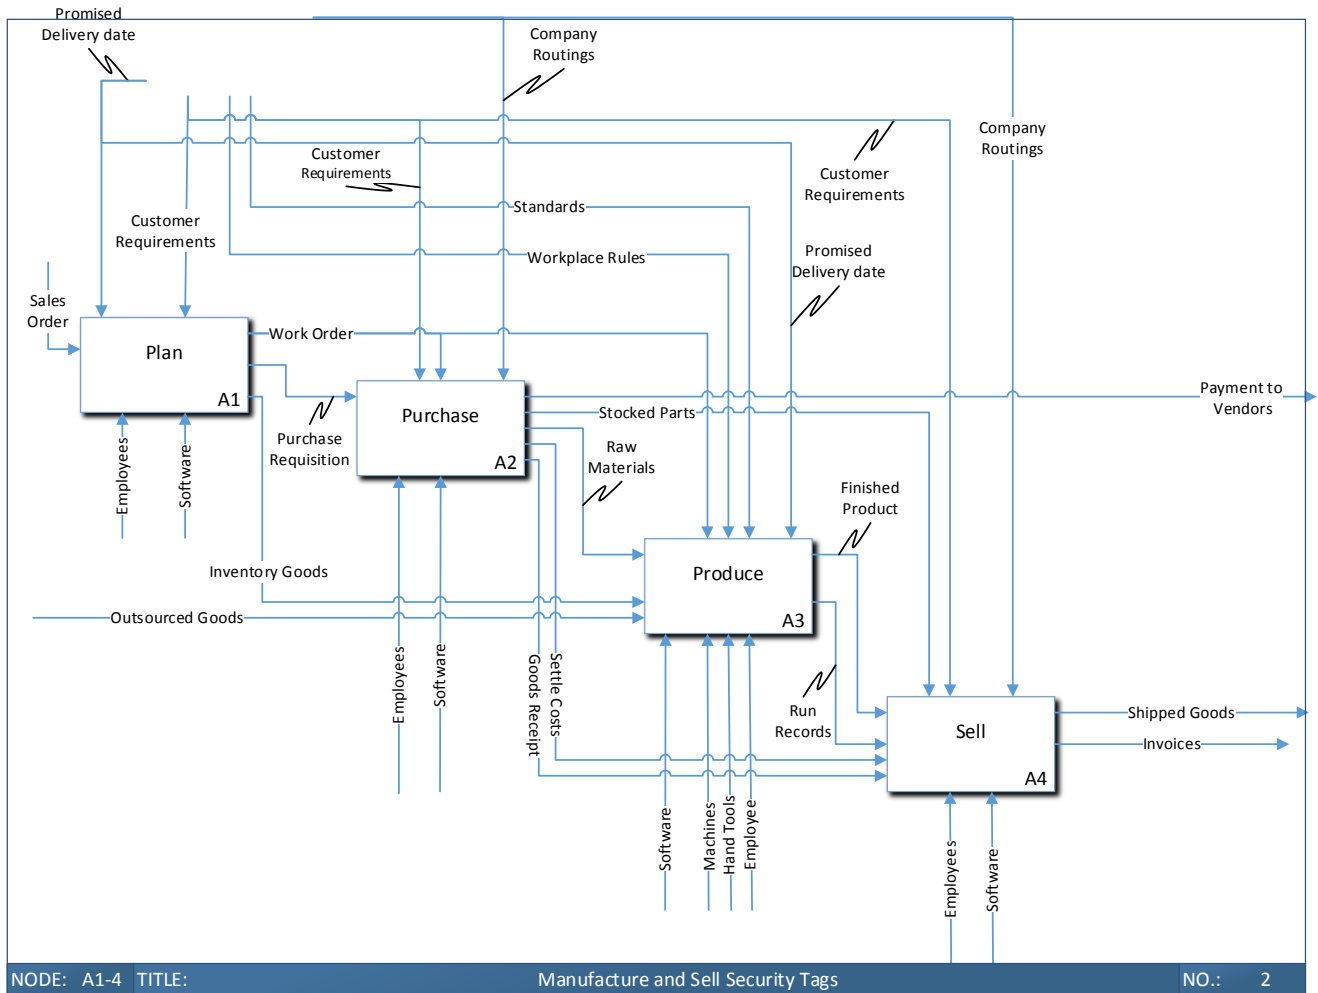 Promised
Delivery date
Company
Routings
Company
Routings
Customer
Requirements
Customer
Requirements
Standards
Customer
Requirements
Workplace Rules
Promised
Delivery date
Sales
Order
Work Order
Plan
A1
Purchase
A2
Payment to
Vendors
Stocked Parts
Purchase
Requisition
Raw
Materials
Employees
Software
Finished
Product
Inventory Goods
Produce
A3
Outsourced Goods
Employees
Software
Goods Receipt
Settle Costs
Run
Records
Sell
A4
Shipped Goods
Invoices
Software
Machines
Hand Tools
Employee
Employees
Software
NODE: A1-4 TITLE: Manufacture and Sell Security Tags NO.: 2